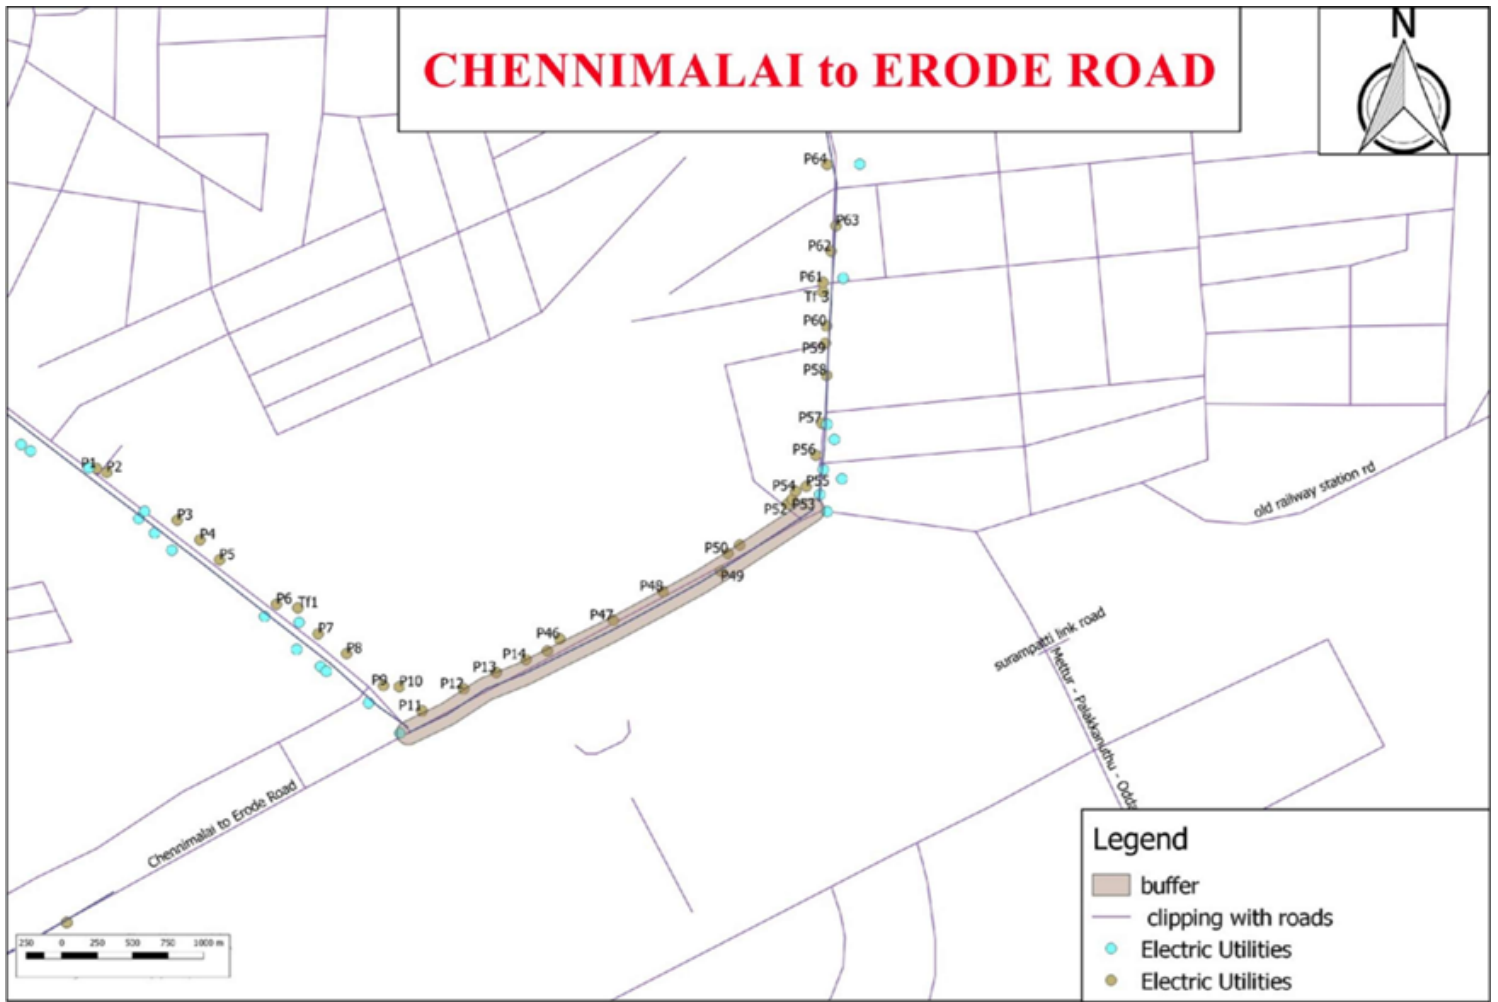 CHENNIMALAI to ERODE ROAD
N
P64
P63
P62
P61
Tf 3
P60
P59
P58
P57
P56
P55
P54
P53
P52
P50
P49
P48
P47
P46
P14
P13
P12
P11
P10
P9
P8
P7
Tf1
P6
P5
P4
P3
P2
P1
old railway station rd
surampatti link road
Mettur - Palakkanuthu - Odda
Chennimalai to Erode Road
250 0 250 500 750 1000 m
Legend
buffer
clipping with roads
Electric Utilities
Electric Utilities